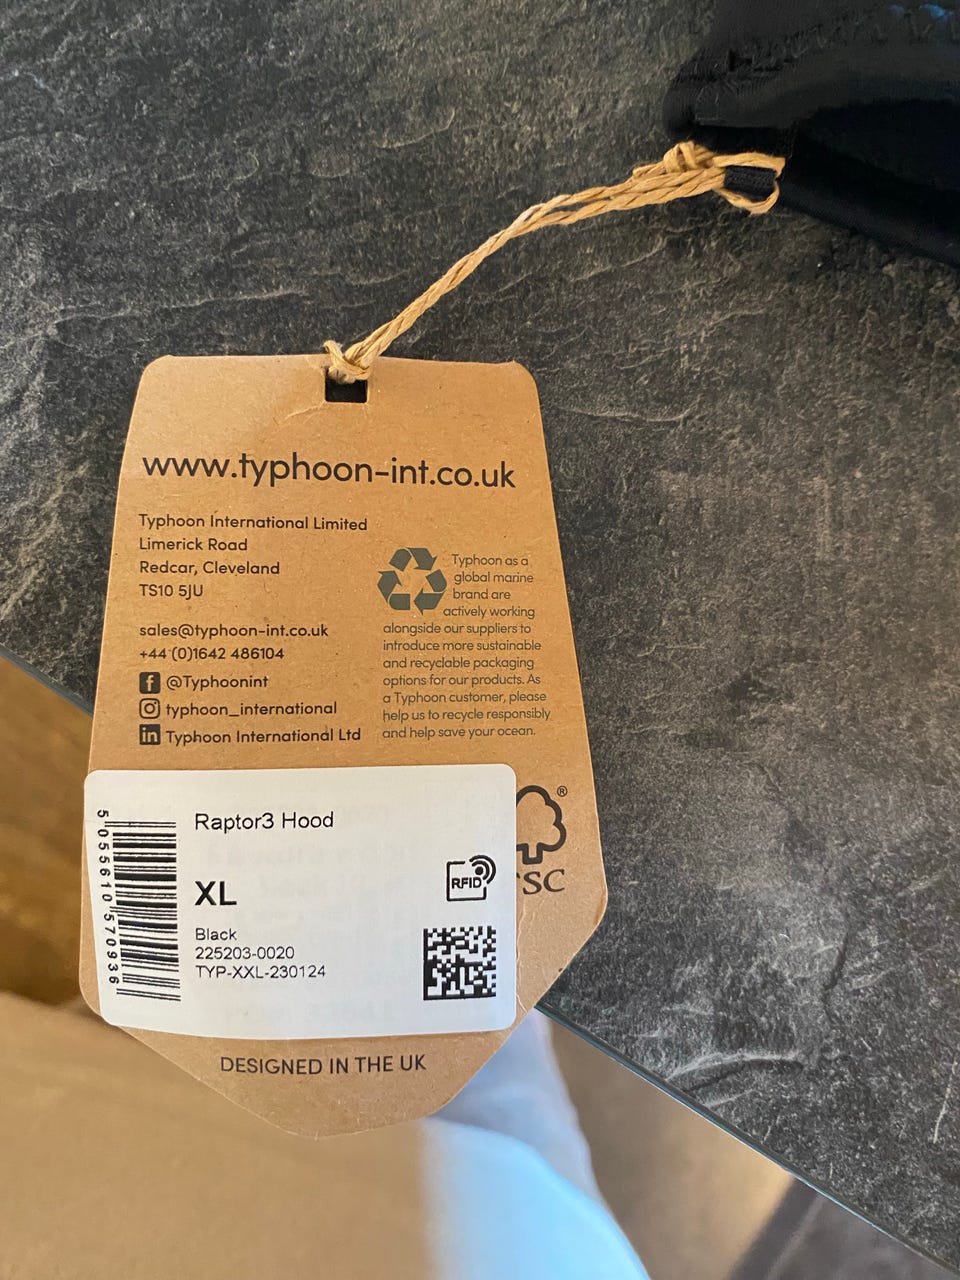 www.typhoon-int.co.uk
Typhoon International Limited
Limerick Road
Redcar, Cleveland
TS10 5JU
sales@typhoon-int.co.uk
+44 (0)1642 486104
@Typhoonint
typhoon_international
Typhoon International Ltd
Typhoon as a
global marine
brand are
actively working
alongside our suppliers to
introduce more sustainable
and recyclable packaging
options for our products. As
a Typhoon customer, please
help us to recycle responsibly
and help save your ocean.
5 055610 570936
Raptor3 Hood
XL
RFID
Black
225203-0020
TYP-XXL-230124
®
SC
DESIGNED IN THE UK